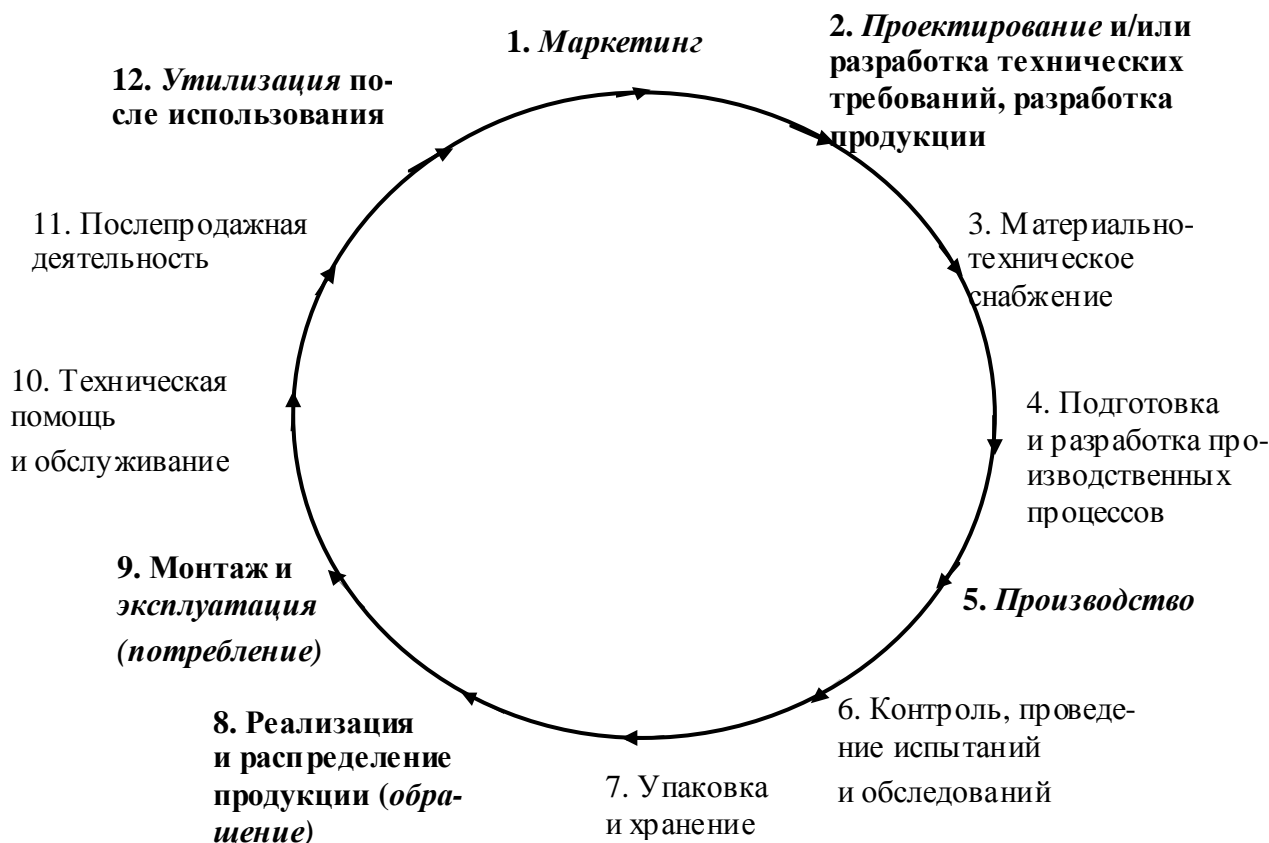 1. Маркетинг
2. Проектирование и/или
разработка технических
требований, разработка
продукции
3. Материально-
техническое
снабжение
4. Подготовка
и разработка про-
изводственных
процессов
5. Производство
6. Контроль, проведе-
ние испытаний
и обследований
7. Упаковка
и хранение
8. Реализация
и распределение
продукции (обра-
щение)
9. Монтаж и
эксплуатация
(потребление)
10. Техническая
помощь
и обслуживание
11. Послепродажная
деятельность
12. Утилизация по-
сле использования